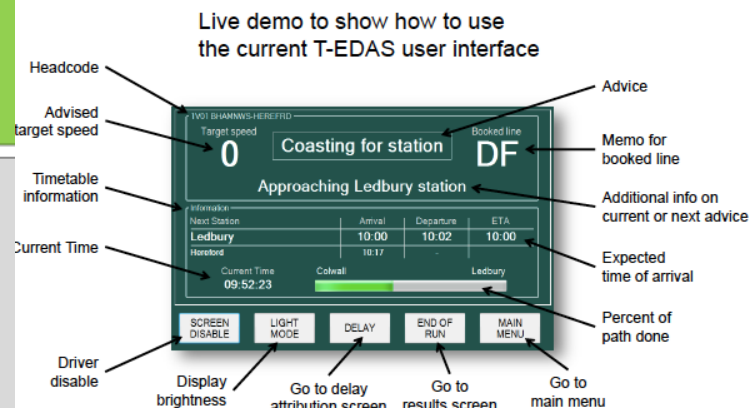 Live demo to show how to use
the current T-EDAS user interface
Headcode
Advice
Advised
target speed
Memo for
booked line
Timetable
information
Additional info on
current or next advice
Current Time
Expected
time of arrival
Percent of
path done
1V01 BHAMNWS-HEREFRD
Target speed
Booked line
0
Coasting for station
DF
Approaching Ledbury station
Information
Next Station Arrival Departure ETA
Ledbury 10:00 10:02 10:00
Hereford 10:17 -
Current Time Colwall Ledbury
09:52:23
SCREEN
DISABLE
LIGHT
MODE
DELAY
END OF
RUN
MAIN
MENU
Driver
disable
Display
brightness
Go to delay
attribution screen
Go to
results screen
Go to
main menu